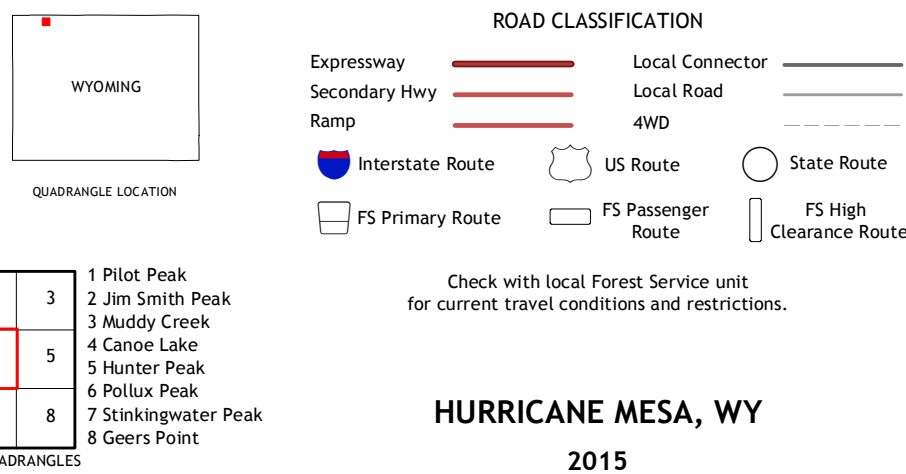 WYOMING
QUADRANGLE LOCATION
ROAD CLASSIFICATION
Expressway
Local Connector
Secondary Hwy
Local Road
Ramp
4WD
Interstate Route
US Route
State Route
FS Primary Route
FS Passenger
Route
FS High
Clearance Route
Check with local Forest Service unit
for current travel conditions and restrictions.
3
5
8
1 Pilot Peak
2 Jim Smith Peak
3 Muddy Creek
4 Canoe Lake
5 Hunter Peak
6 Pollux Peak
7 Stinkingwater Peak
8 Geers Point
ADRANGLES
HURRICANE MESA, WY
2015